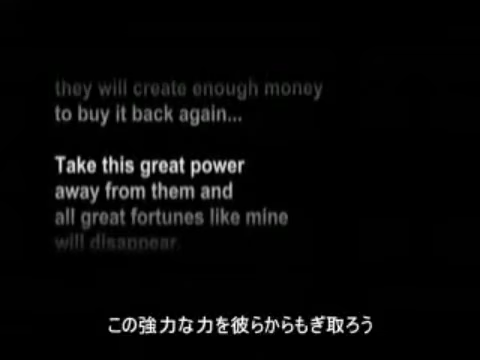 they will create enough money
to buy it back again...
Take this great power
away from them and
all great fortunes like mine
will disappear.
この強力な力を彼らからもぎ取ろう